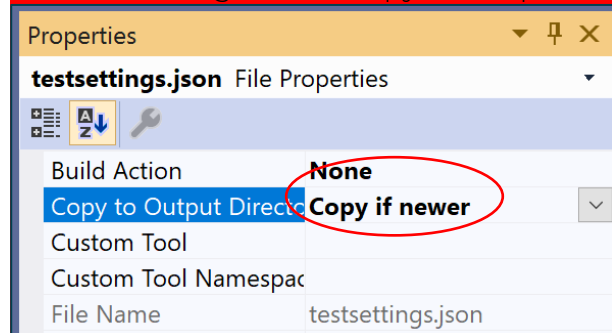 Properties
testsettings.json File Properties
Build Action None
Copy to Output Directo Copy if newer
Custom Tool
Custom Tool Namespac
File Name testsettings.json